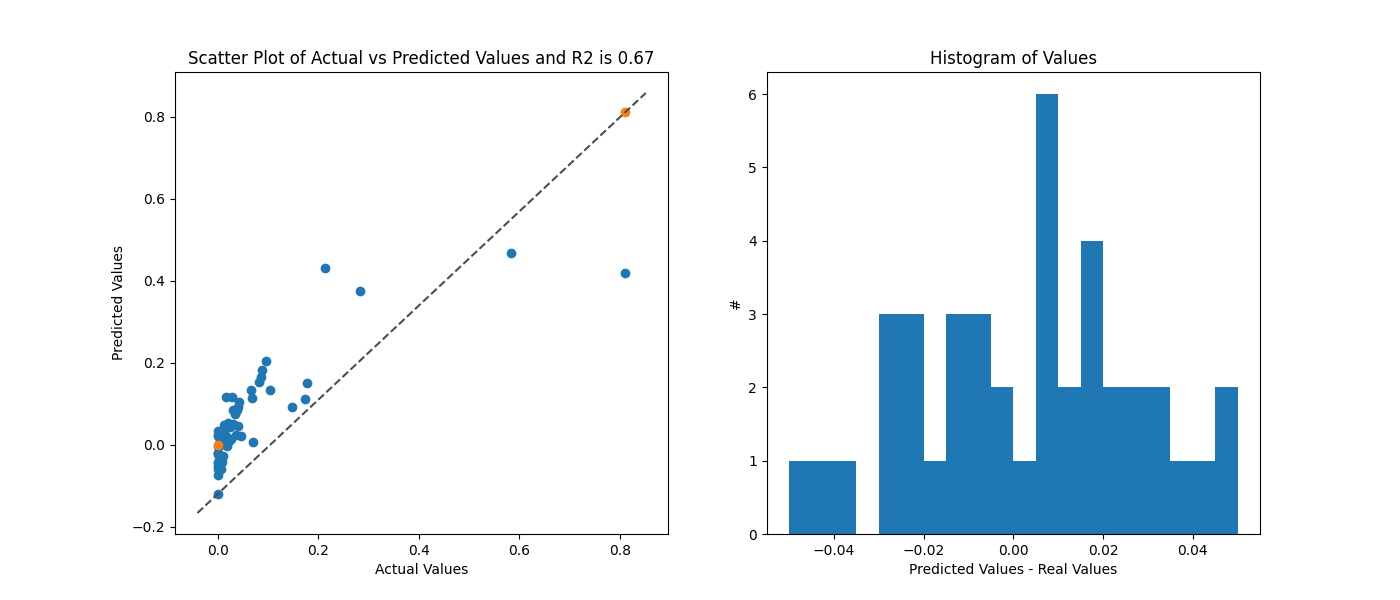 Scatter Plot of Actual vs Predicted Values and R2 is 0.67
0.8
0.6
0.4
0.2
0.0
−0.2
Predicted Values
0.0 0.2 0.4 0.6 0.8
Actual Values
Histogram of Values
6
5
4
3
2
1
0
#
−0.04 −0.02 0.00 0.02 0.04
Predicted Values - Real Values